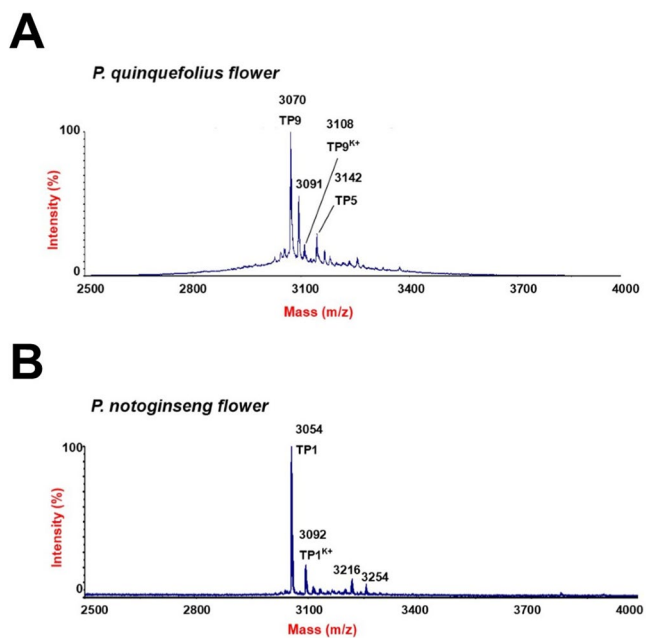 A
P. quinquefolius flower
3070
TP9
3108
TP9K+
3091
3142
TP5
100
Intensity (%)
0
2500 2800 3100 3400 3700 4000
Mass (m/z)
B
P. notoginseng flower
3054
TP1
100
3092
TP1K+
3216
3254
Intensity (%)
0
2500 2800 3100 3400 3700 4000
Mass (m/z)